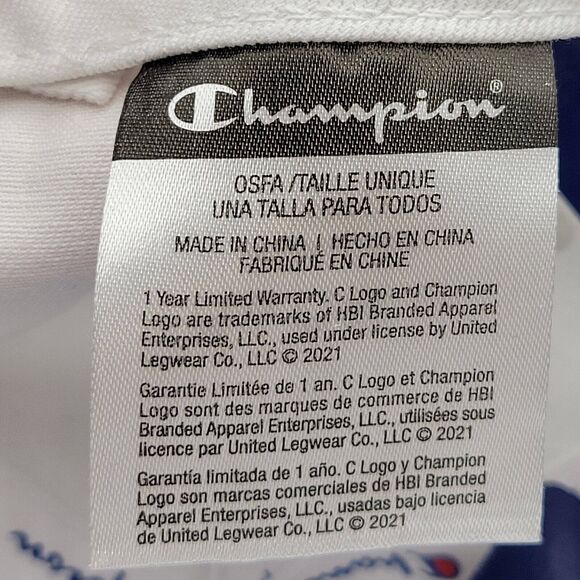 Champion®
OSFA /TAILLE UNIQUE
UNA TALLA PARA TODOS
MADE IN CHINA | HECHO EN CHINA
FABRIQUÉ EN CHINE
1 Year Limited Warranty. C Logo and Champion
Logo are trademarks of HBI Branded Apparel
Enterprises, LLC., used under license by United
Legwear Co., LLC © 2021
Garantie Limitée de 1 an. C Logo et Champion
Logo sont des marques de commerce de HBI
Branded Apparel Enterprises, LLC., utilisées sous
licence par United Legwear Co., LLC © 2021
Garantía limitada de 1 año. C Logo y Champion
Logo son marcas comerciales de HBI Branded
Apparel Enterprises, LLC., usadas bajo licencia
de United Legwear Co., LLC © 2021